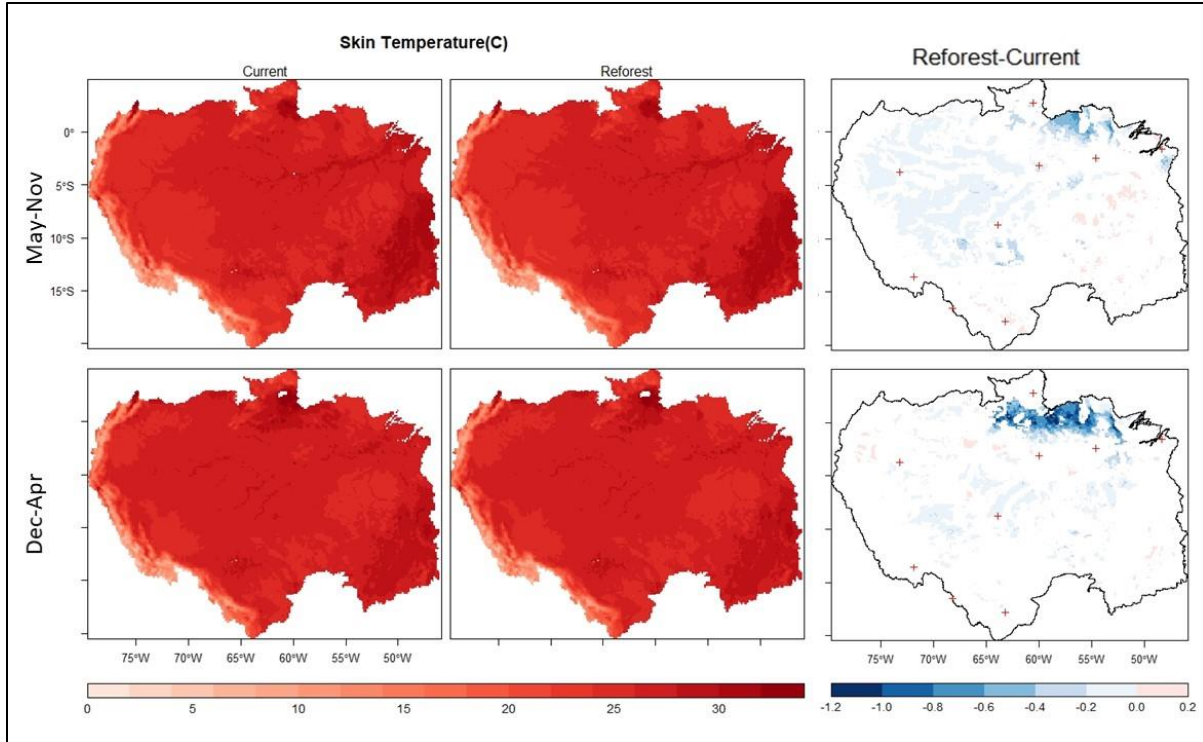 Skin Temperature(C)
Current
Reforest
Reforest-Current
May-Nov
0°
5°S
10°S
15°S
Dec-Apr
75°W 70°W 65°W 60°W 55°W 50°W
75°W 70°W 65°W 60°W 55°W 50°W
0 5 10 15 20 25 30
-1.2 -1.0 -0.8 -0.6 -0.4 -0.2 0.0 0.2